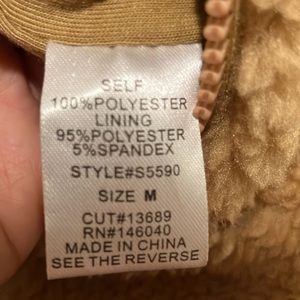 SELF
100%POLYESTER
LINING
95%POLYESTER
5%SPANDEX
STYLE#S5590
SIZE M
CUT#13689
RN#146040
MADE IN CHINA
SEE THE REVERSE